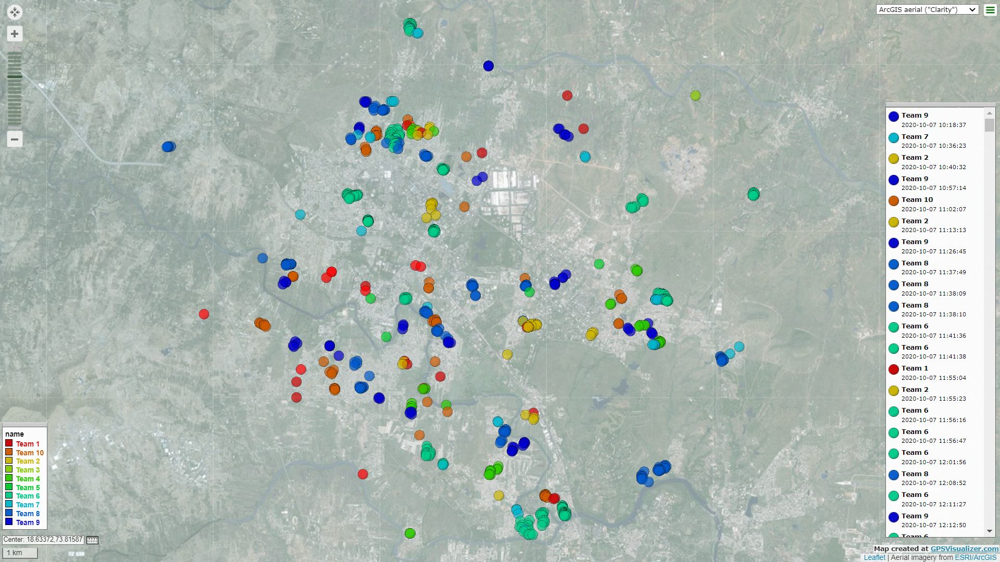 ArcGIS aerial ("Clarity")
Team 9
2020-10-07 10:18:37
Team 7
2020-10-07 10:36:23
Team 2
2020-10-07 10:40:32
Team 9
2020-10-07 10:57:14
Team 10
2020-10-07 11:02:07
Team 2
2020-10-07 11:13:13
Team 9
2020-10-07 11:26:45
Team 8
2020-10-07 11:37:49
Team 8
2020-10-07 11:38:09
Team 8
2020-10-07 11:38:10
Team 6
2020-10-07 11:41:36
Team 6
2020-10-07 11:41:38
Team 1
2020-10-07 11:55:04
Team 2
2020-10-07 11:55:23
Team 6
2020-10-07 11:56:16
Team 6
2020-10-07 11:56:47
Team 6
2020-10-07 12:01:56
Team 8
2020-10-07 12:08:52
Team 6
2020-10-07 12:11:27
Team 9
2020-10-07 12:12:50
Team 6
name
Team 1
Team 10
Team 2
Team 3
Team 4
Team 5
Team 6
Team 7
Team 8
Team 9
Center: 18.63372,73.81587
1 km
Map created at GPSVisualizer.com
Leaflet | Aerial imagery from ESRI/ArcGIS